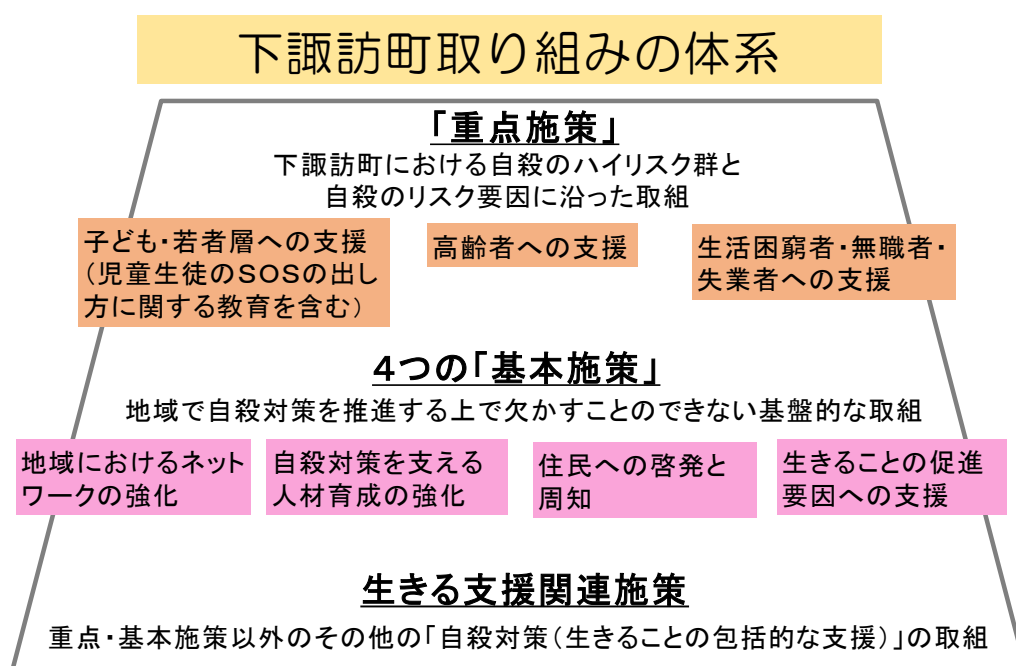 下諏訪町取り組みの体系
「重点施策」
下諏訪町における自殺のハイリスク群と
自殺のリスク要因に沿った取組
子ども・若者層への支援
(児童生徒のSOSの出し
方に関する教育を含む)
高齢者への支援
生活困窮者・無職者・
失業者への支援
4つの「基本施策」
地域で自殺対策を推進する上で欠かすことのできない基盤的な取組
地域におけるネット
ワークの強化
自殺対策を支える
人材育成の強化
住民への啓発と
周知
生きることの促進
要因への支援
生きる支援関連施策
重点・基本施策以外のその他の「自殺対策(生きることの包括的な支援)」の取組